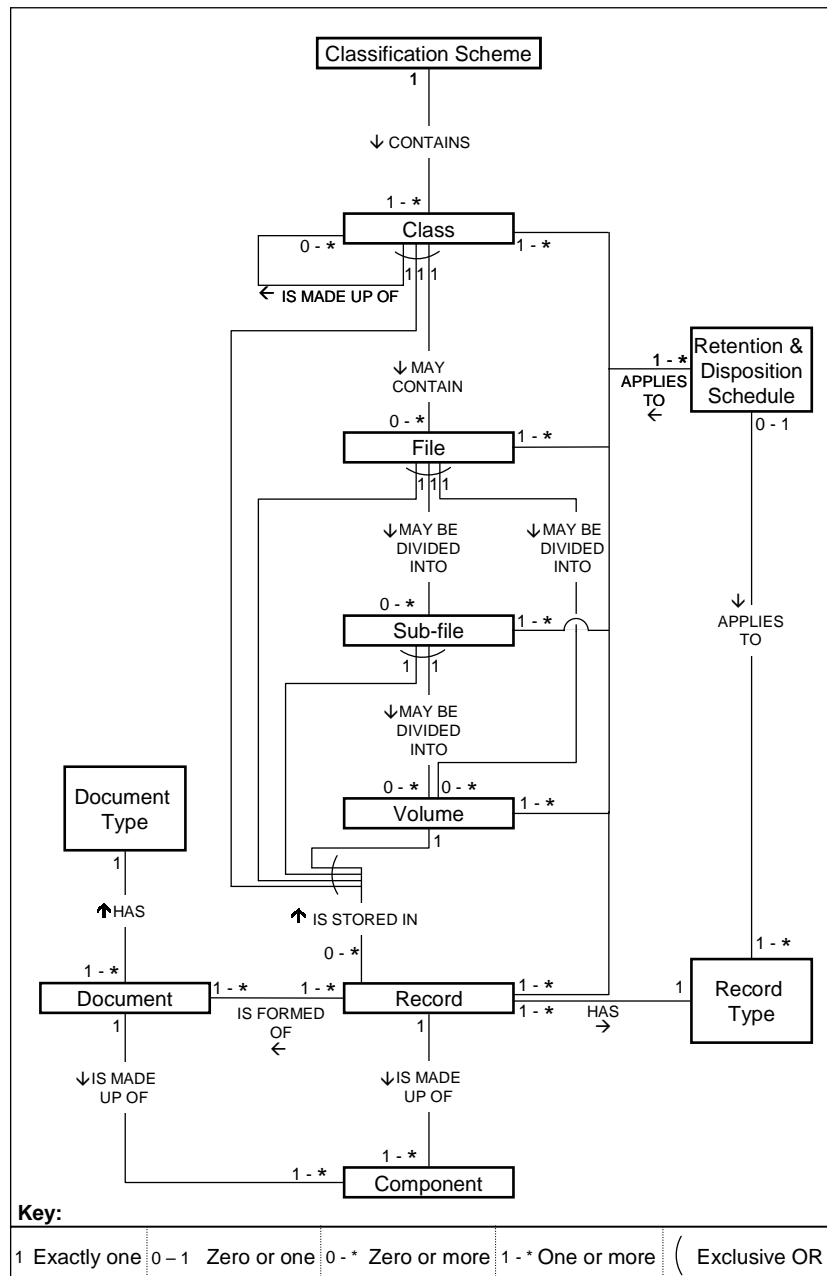 Classification Scheme
1
↓ CONTAINS
1 - *
Class
0 - *
1 - *
1 1 1
← IS MADE UP OF
↓ MAY
CONTAIN
1 - *
APPLIES
TO
←
Retention &
Disposition
Schedule
0 - 1
0 - *
File
1 - *
1 1 1
↓ MAY BE
DIVIDED
INTO
↓ MAY BE
DIVIDED
INTO
0 - *
Sub-file
1 - *
1 1
↓ APPLIES
TO
↓ MAY BE
DIVIDED
INTO
0 - * 0 - *
Volume
1 - *
1
Document
Type
1
↑ HAS
↑ IS STORED IN
0 - *
1 - *
Document
1 - *
1 - *
IS FORMED
OF
←
Record
1 - *
1 - *
HAS
→
1
1 - *
Record
Type
1
1
↓ IS MADE
UP OF
↓ IS MADE
UP OF
1 - *
1 - *
Component
Key:
1 Exactly one 0 – 1 Zero or one 0 - * Zero or more 1 - * One or more ( Exclusive OR